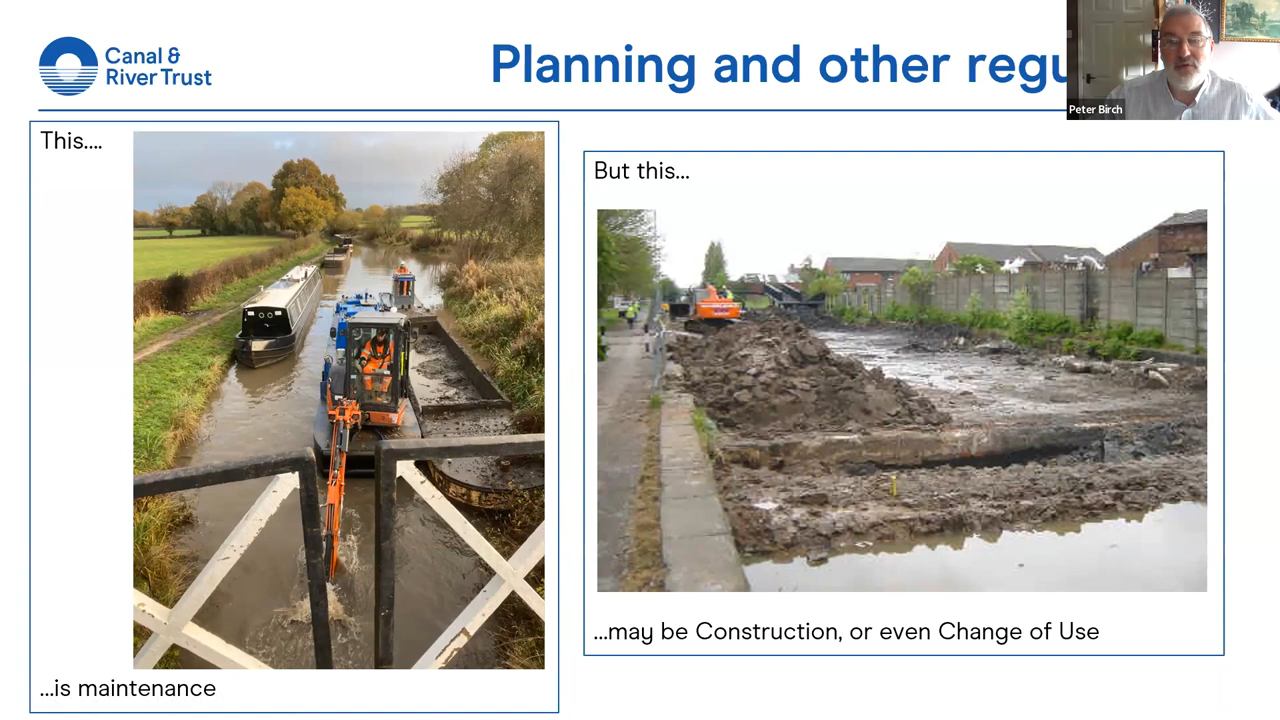 Canal &
River Trust
Planning and other regu
Peter Birch
This....
...is maintenance
But this...
...may be Construction, or even Change of Use